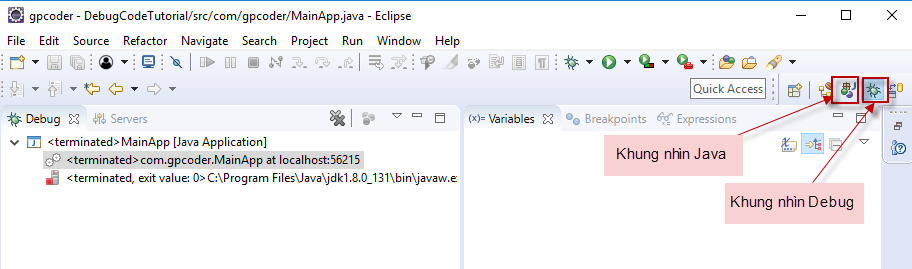 gpcoder - DebugCodeTutorial/src/com/gpcoder/MainApp.java - Eclipse
File Edit Source Refactor Navigate Search Project Run Window Help
Quick Access
Debug Servers
(x)= Variables Breakpoints Expressions
<terminated>MainApp [Java Application]
<terminated>com.gpcoder.MainApp at localhost:56215
<terminated, exit value: 0>C:\Program Files\Java\jdk1.8.0_131\bin\javaw.e
Khung nhìn Java
Khung nhìn Debug